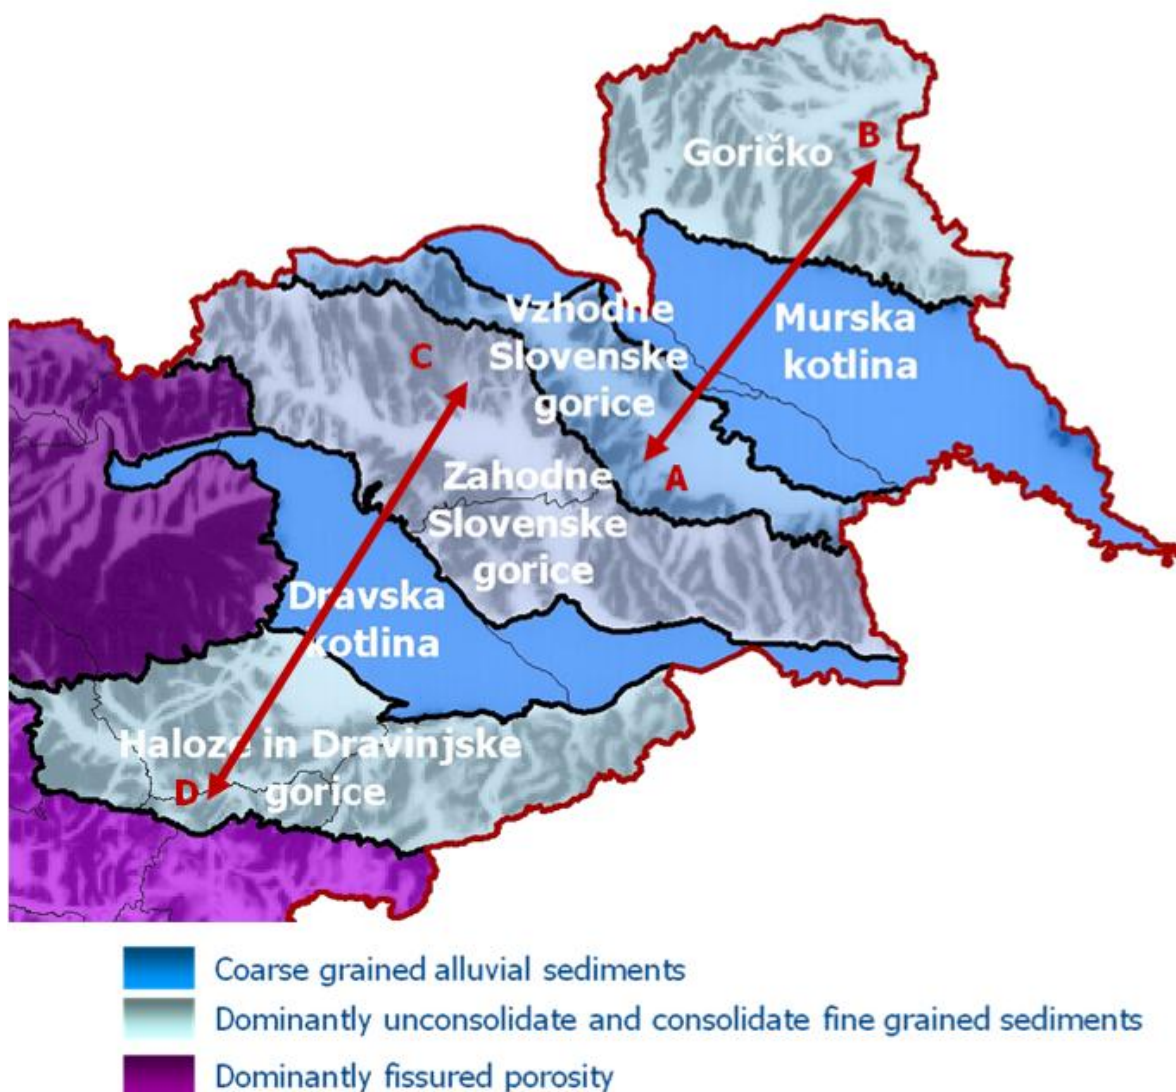 B
Goričko
Vzhodne
Slovenske
gorice
Murska
kotlina
C
A
Zahodne
Slovenske
gorice
Dravska
kotlina
Haloze in Dravinjske
gorice
D
Coarse grained alluvial sediments
Dominantly unconsolidate and consolidate fine grained sediments
Dominantly fissured porosity